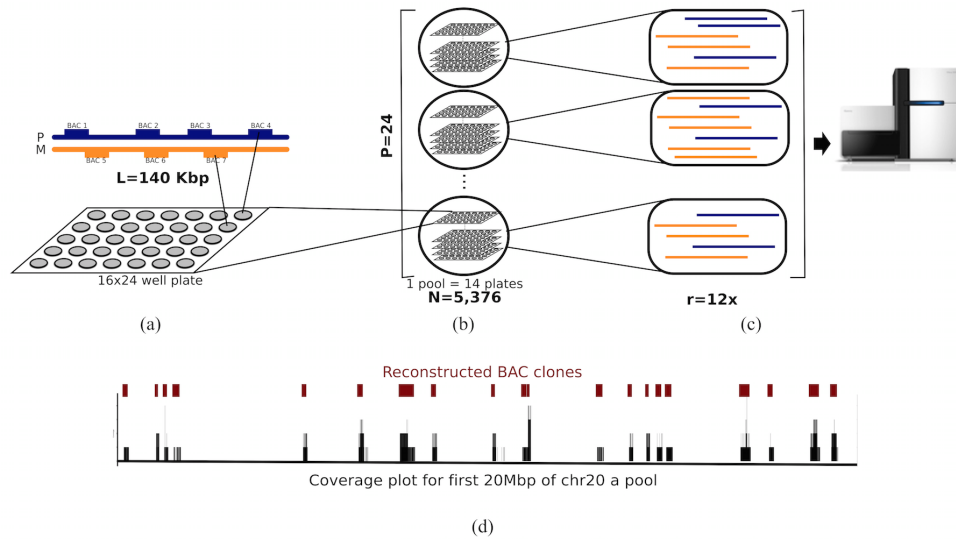 BAC 1
BAC 2
BAC 3
BAC 4
P
M
BAC 5
BAC 6
BAC 7
L=140 Kbp
16x24 well plate
P=24
1 pool = 14 plates
N=5,376
r=12x
(a)
(b)
(c)
Reconstructed BAC clones
Coverage plot for first 20Mbp of chr20 a pool
(d)